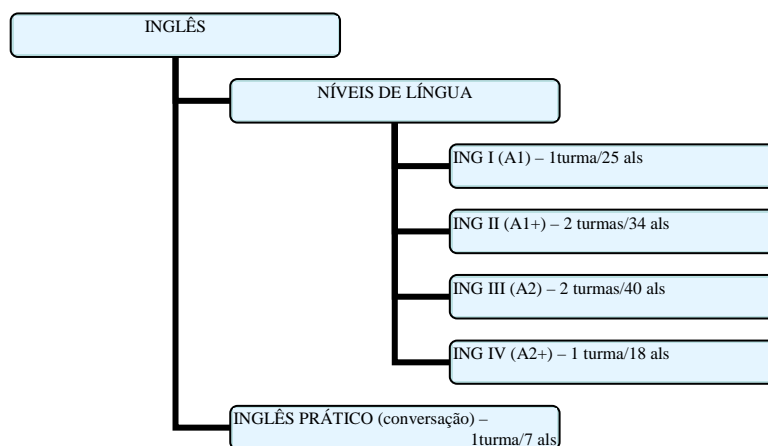 INGLÊS
NÍVEIS DE LÍNGUA
ING I (A1) – 1turma/25 als
ING II (A1+) – 2 turmas/34 als
ING III (A2) – 2 turmas/40 als
ING IV (A2+) – 1 turma/18 als
INGLÊS PRÁTICO (conversação) –
1turma/7 als